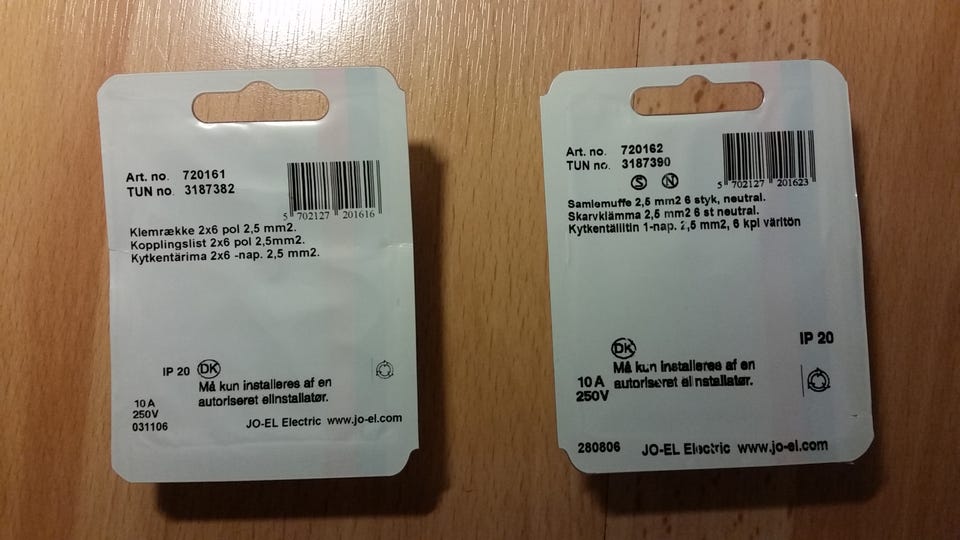 Art. no. 720161
TUN no. 3187382
5 702127 201616
Klemrække 2x6 pol 2,5 mm2.
Kopplingslist 2x6 pol 2,5mm2.
Kytkentärima 2x6 -nap. 2,5 mm2.
IP 20 DK
Må kun installeres af en
autoriseret elinstallatør.
10 A
250V
031106
JO-EL Electric www.jo-el.com
Art. no. 720162
TUN no. 3187390
S N
5 702127 201623
Samlemuffe 2,5 mm2 6 styk, neutral.
Skarvklämma 2,5 mm2 6 st neutral.
Kytkentäliitin 1-nap. 2,5 mm2, 6 kpl väritön
IP 20
DK
Må kun installeres af en
autoriseret elinstallatør.
10 A
250V
280806 JO-EL Electric www.jo-el.com